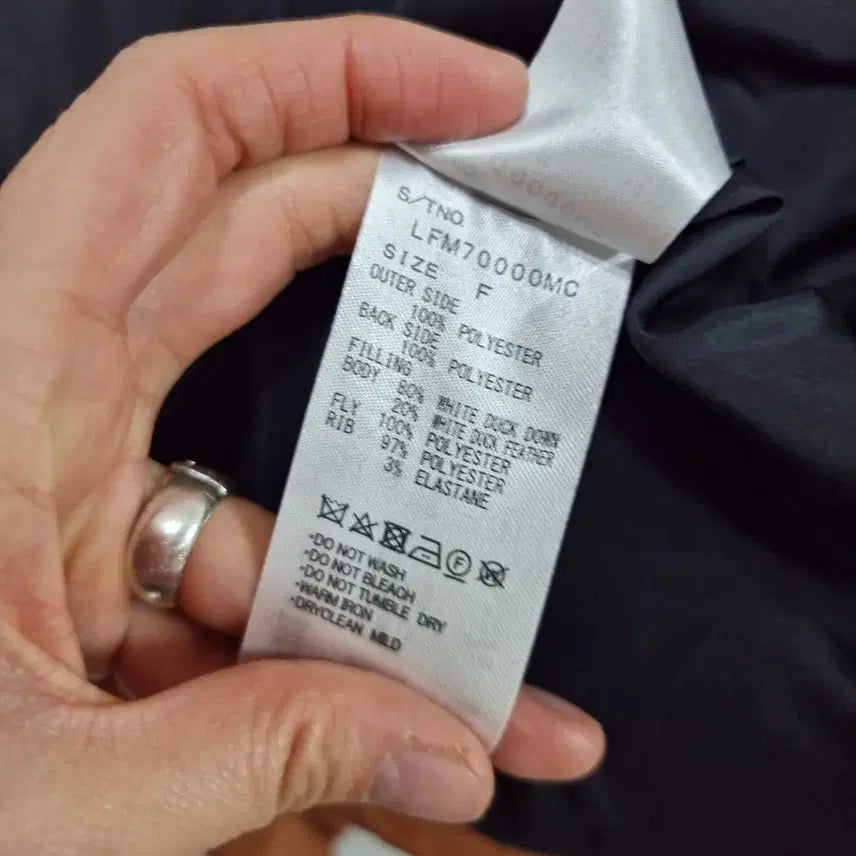 S/TNO.
LFM70000MC
SIZE F
OUTER SIDE
100% POLYESTER
BACK SIDE
100% POLYESTER
FILLING
BODY 80% WHITE DUCK DOWN
20% WHITE DUCK FEATHER
FLY 100% POLYESTER
RIB 97% POLYESTER
3% ELASTANE
F
*DO NOT WASH
*DO NOT BLEACH
*DO NOT TUMBLE DRY
*WARM IRON
*DRYCLEAN MILD